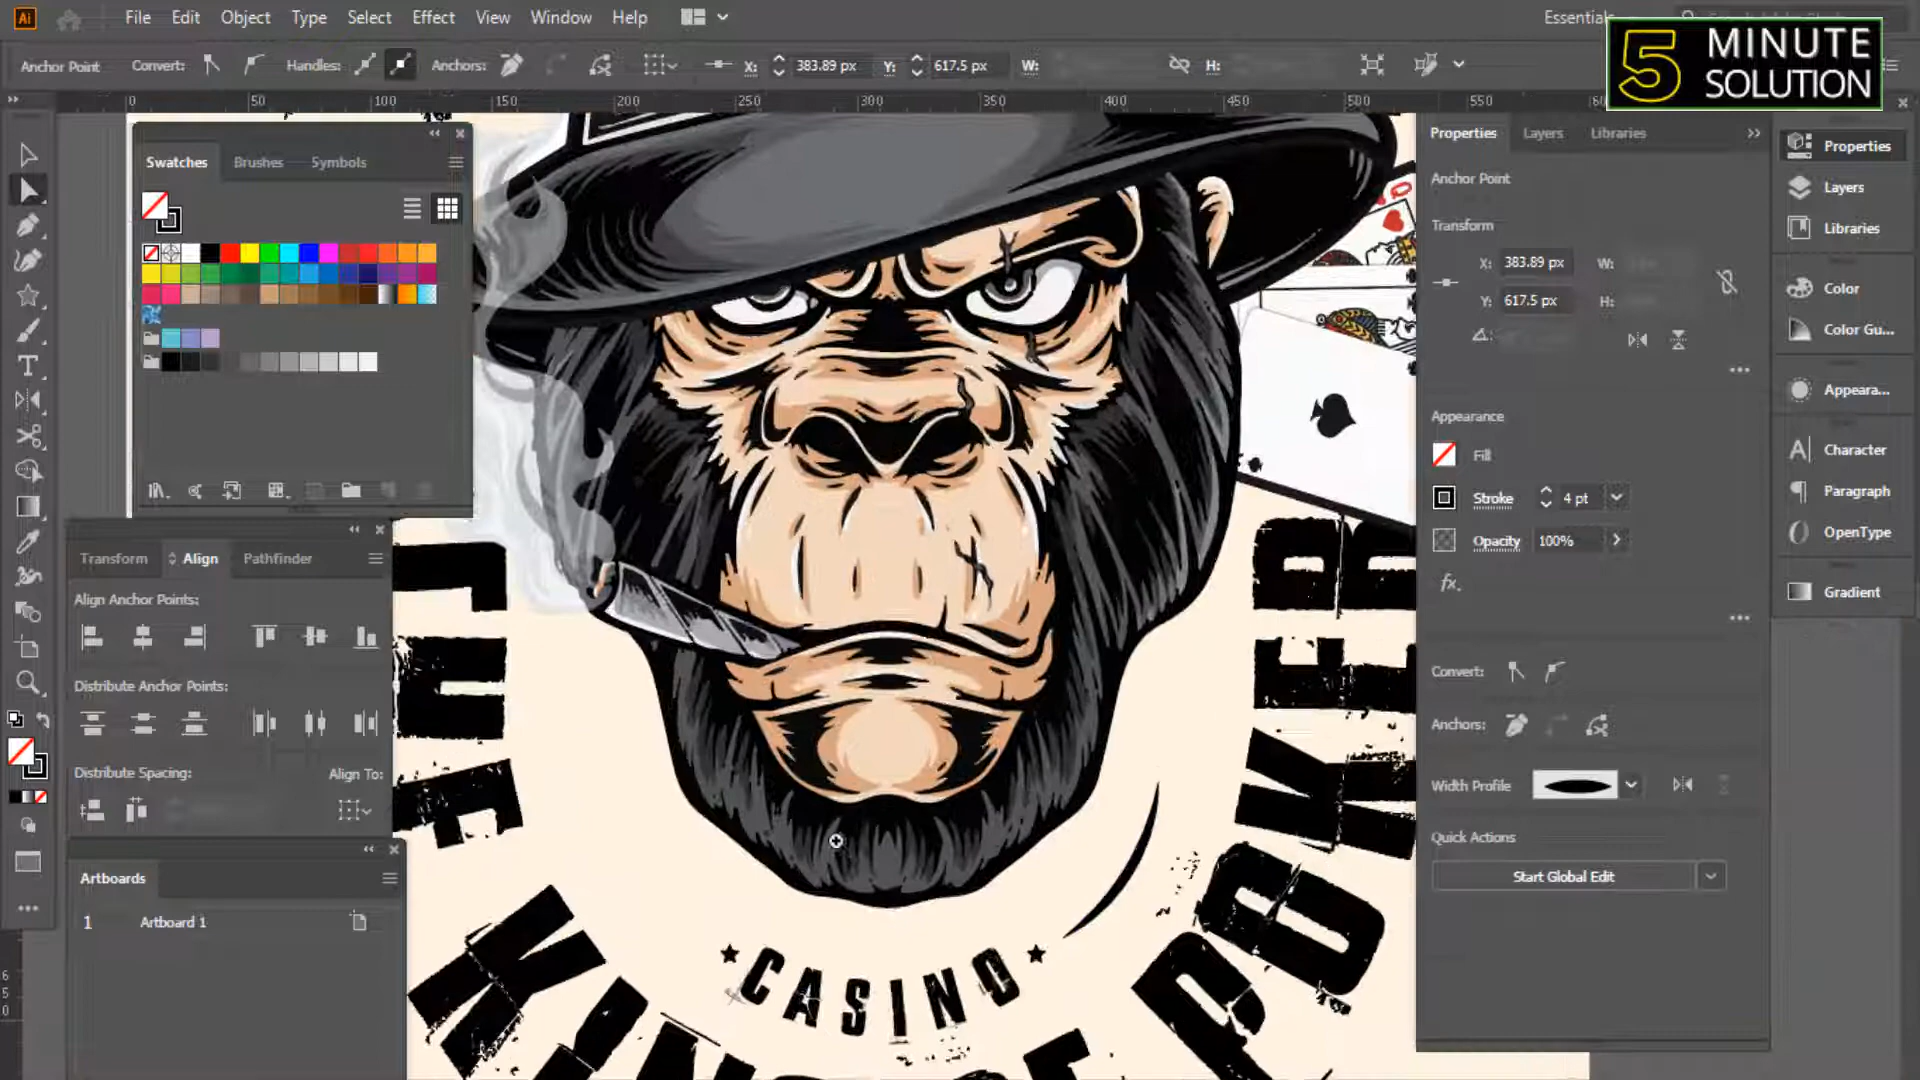 Ai File Edit Object Type Select Effect View Window Help Essentials
5 MINUTE SOLUTION
Anchor Point Convert: Handles: Anchors: X: 383.89 px Y: 617.5 px W: H:
0 50 100 150 200 250 300 350 400 450 500 550
Swatches Brushes Symbols
Transform Align Pathfinder
Align Anchor Points:
Distribute Anchor Points:
Distribute Spacing: Align To:
Artboards
1 Artboard 1
6
5
0
CASINO
POKER
Properties Layers Libraries
Anchor Point
Transform
X: 383.89 px W:
Y: 617.5 px H:
Appearance
Fill
Stroke 4 pt
Opacity 100%
fx.
Convert:
Anchors:
Width Profile
Quick Actions
Start Global Edit
Properties
Layers
Libraries
Color
Color Gu...
Appeara...
Character
Paragraph
OpenType
Gradient